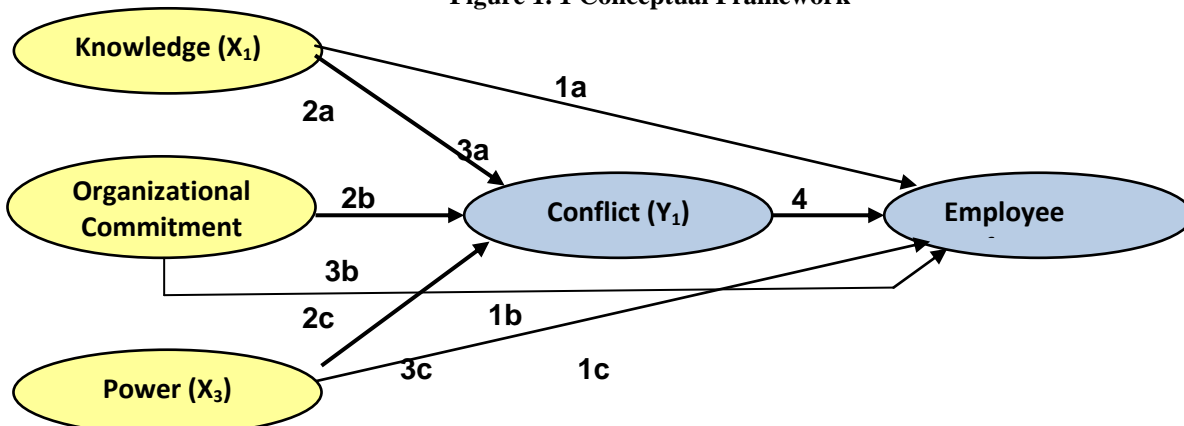 Figure 1. 1 Conceptual Framework
Knowledge (X₁)
1a
2a
3a
Organizational
Commitment
2b
Conflict (Y₁)
4
Employee
3b
2c
1b
3c
1c
Power (X₃)